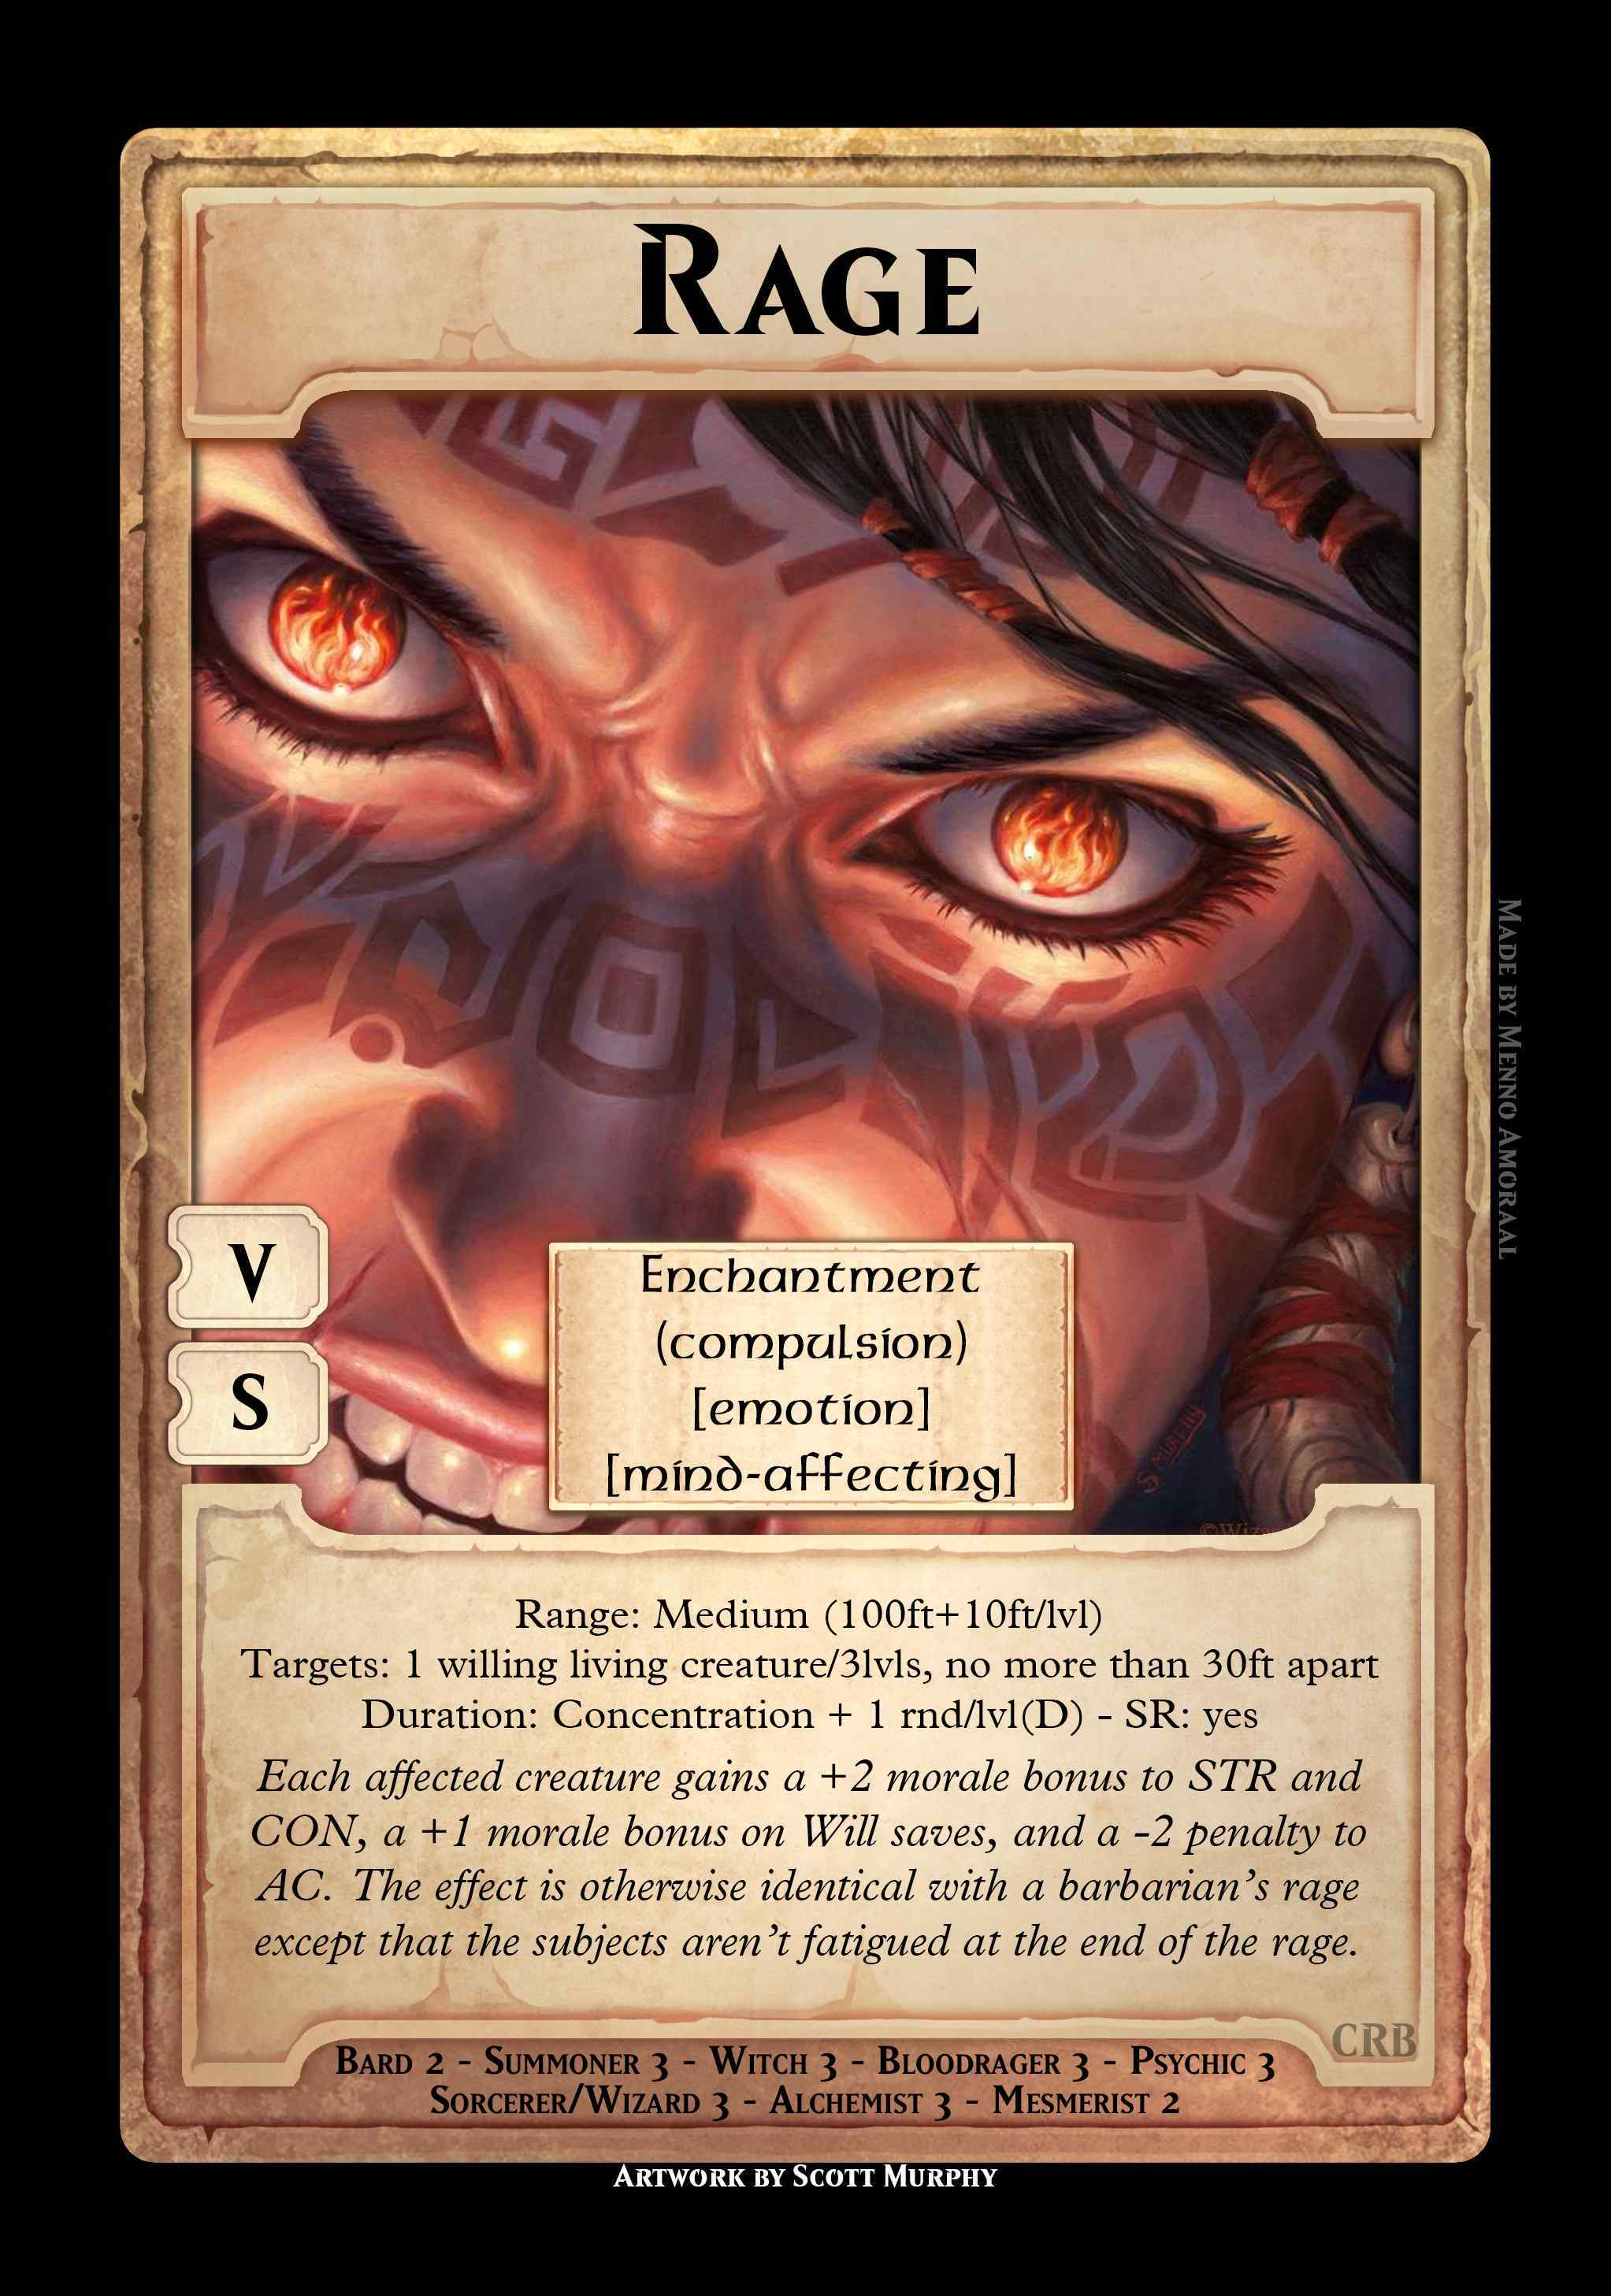 Rage
V
S
Enchantment
(compulsion)
[emotion]
[mind-affecting]
S. Murphy
Range: Medium (100ft+10ft/lvl)
Targets: 1 willing living creature/3lvls, no more than 30ft apart
Duration: Concentration + 1 rnd/lvl(D) - SR: yes
Each affected creature gains a +2 morale bonus to STR and
CON, a +1 morale bonus on Will saves, and a -2 penalty to
AC. The effect is otherwise identical with a barbarian's rage
except that the subjects aren't fatigued at the end of the rage.
CRB
Bard 2 - Summoner 3 - Witch 3 - Bloodrager 3 - Psychic 3
Sorcerer/Wizard 3 - Alchemist 3 - Mesmerist 2
Artwork by Scott Murphy
Made by Menno Amoraal